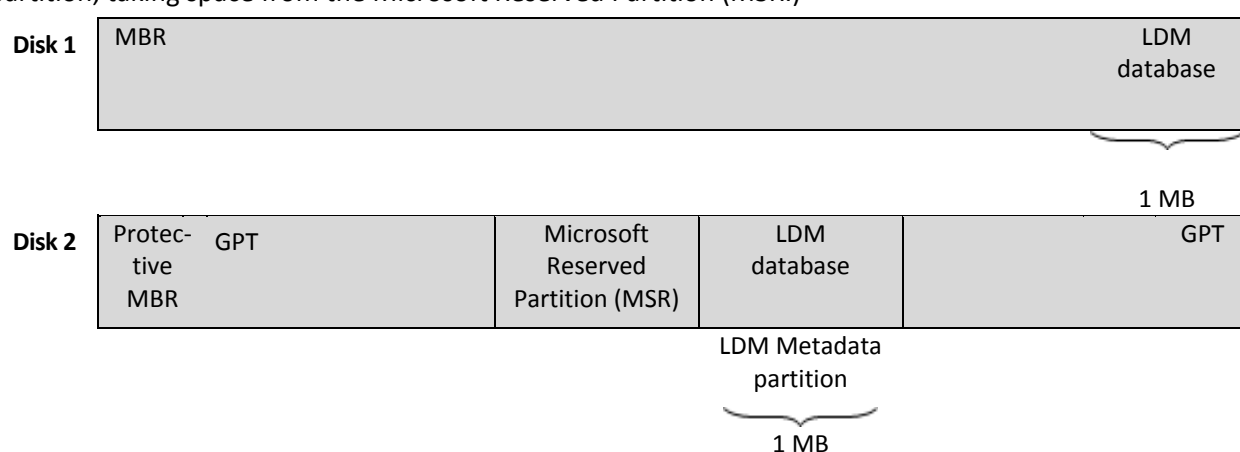 partition, taking space from the Microsoft Reserved Partition (MSR.)
Disk 1 MBR LDM
database
1 MB
Disk 2 Protec- GPT Microsoft LDM GPT
tive Reserved database
MBR Partition (MSR)
LDM Metadata
partition
1 MB